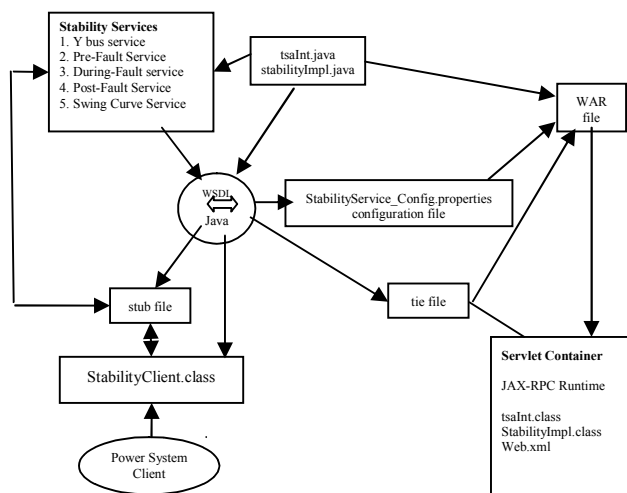 Stability Services
1. Y bus service
2. Pre-Fault Service
3. During-Fault service
4. Post-Fault Service
5. Swing Curve Service
tsaInt.java
stabilityImpl.java
WAR
file
WSDL
Java
StabilityService_Config.properties
configuration file
stub file
tie file
StabilityClient.class
Power System
Client
Servlet Container
JAX-RPC Runtime
tsaInt.class
StabilityImpl.class
Web.xml